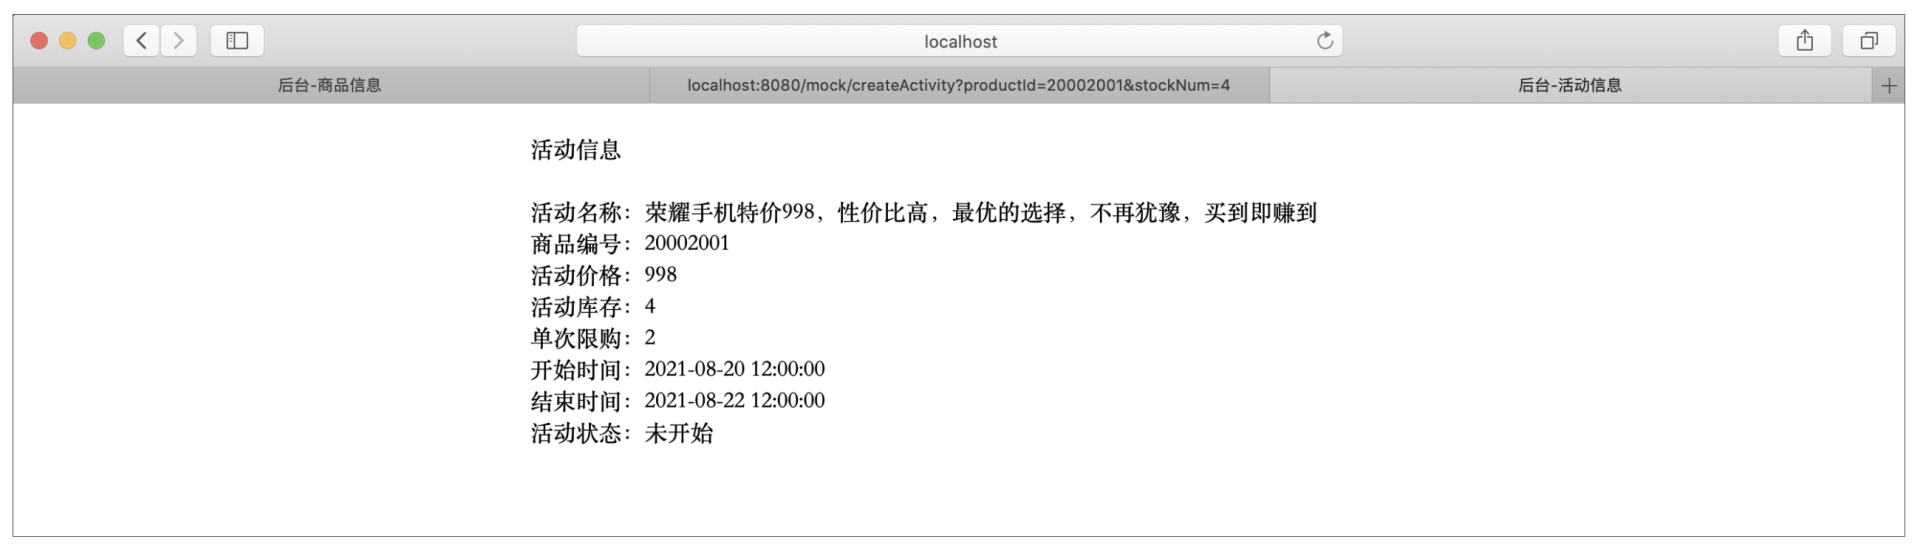 localhost
后台-商品信息
localhost:8080/mock/createActivity?productId=20002001&stockNum=4
后台-活动信息
活动信息
活动名称：荣耀手机特价998，性价比高，最优的选择，不再犹豫，买到即赚到
商品编号：20002001
活动价格：998
活动库存：4
单次限购：2
开始时间：2021-08-20 12:00:00
结束时间：2021-08-22 12:00:00
活动状态：未开始